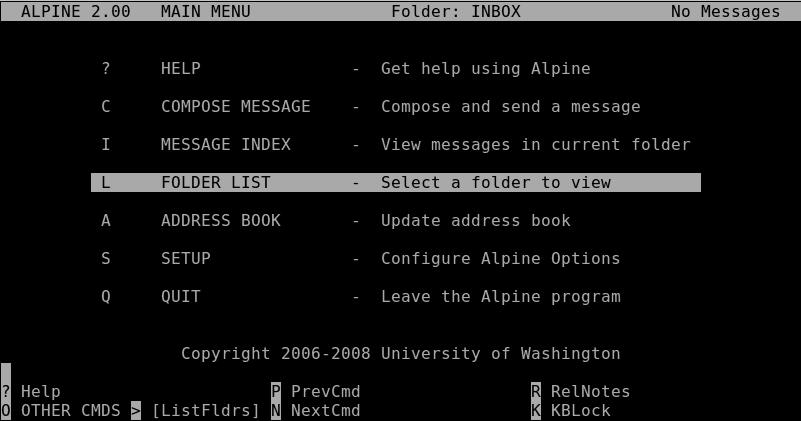 ALPINE 2.00   MAIN MENU              Folder: INBOX               No Messages
?     HELP               -  Get help using Alpine
C     COMPOSE MESSAGE    -  Compose and send a message
I     MESSAGE INDEX      -  View messages in current folder
L     FOLDER LIST        -  Select a folder to view
A     ADDRESS BOOK       -  Update address book
S     SETUP              -  Configure Alpine Options
Q     QUIT               -  Leave the Alpine program
Copyright 2006-2008 University of Washington
? Help                     P PrevCmd                 R RelNotes
O OTHER CMDS > [ListFldrs] N NextCmd                 K KBLock